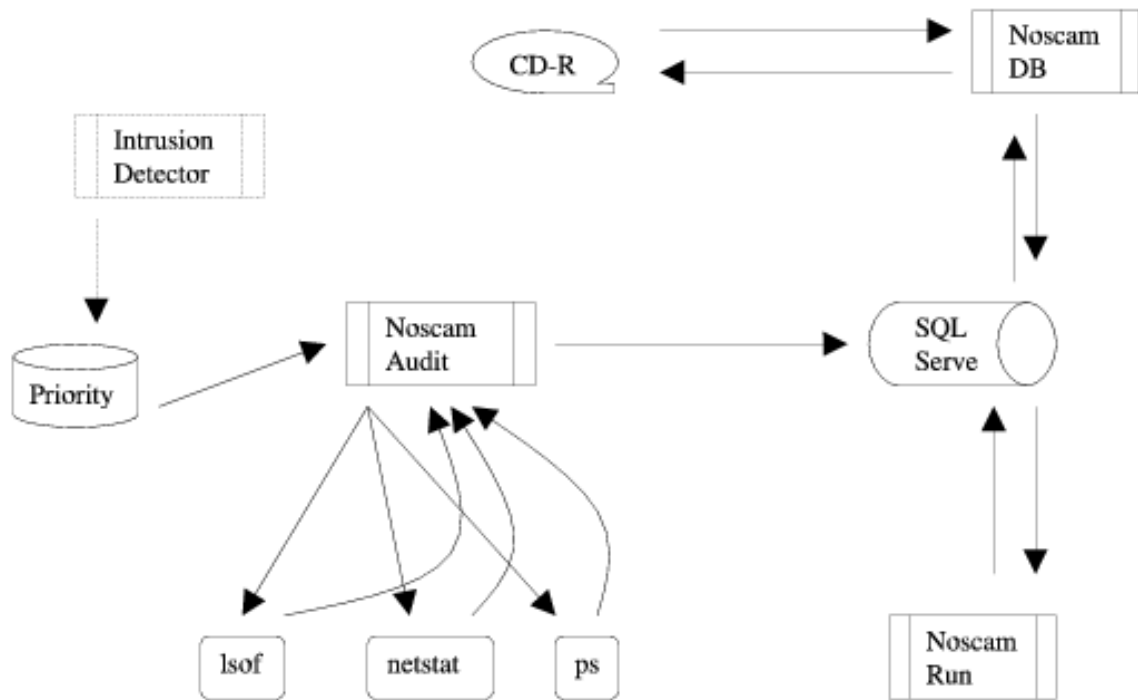 CD-R
Noscam
DB
Intrusion
Detector
Noscam
Audit
SQL
Serve
Priority
lsof
netstat
ps
Noscam
Run